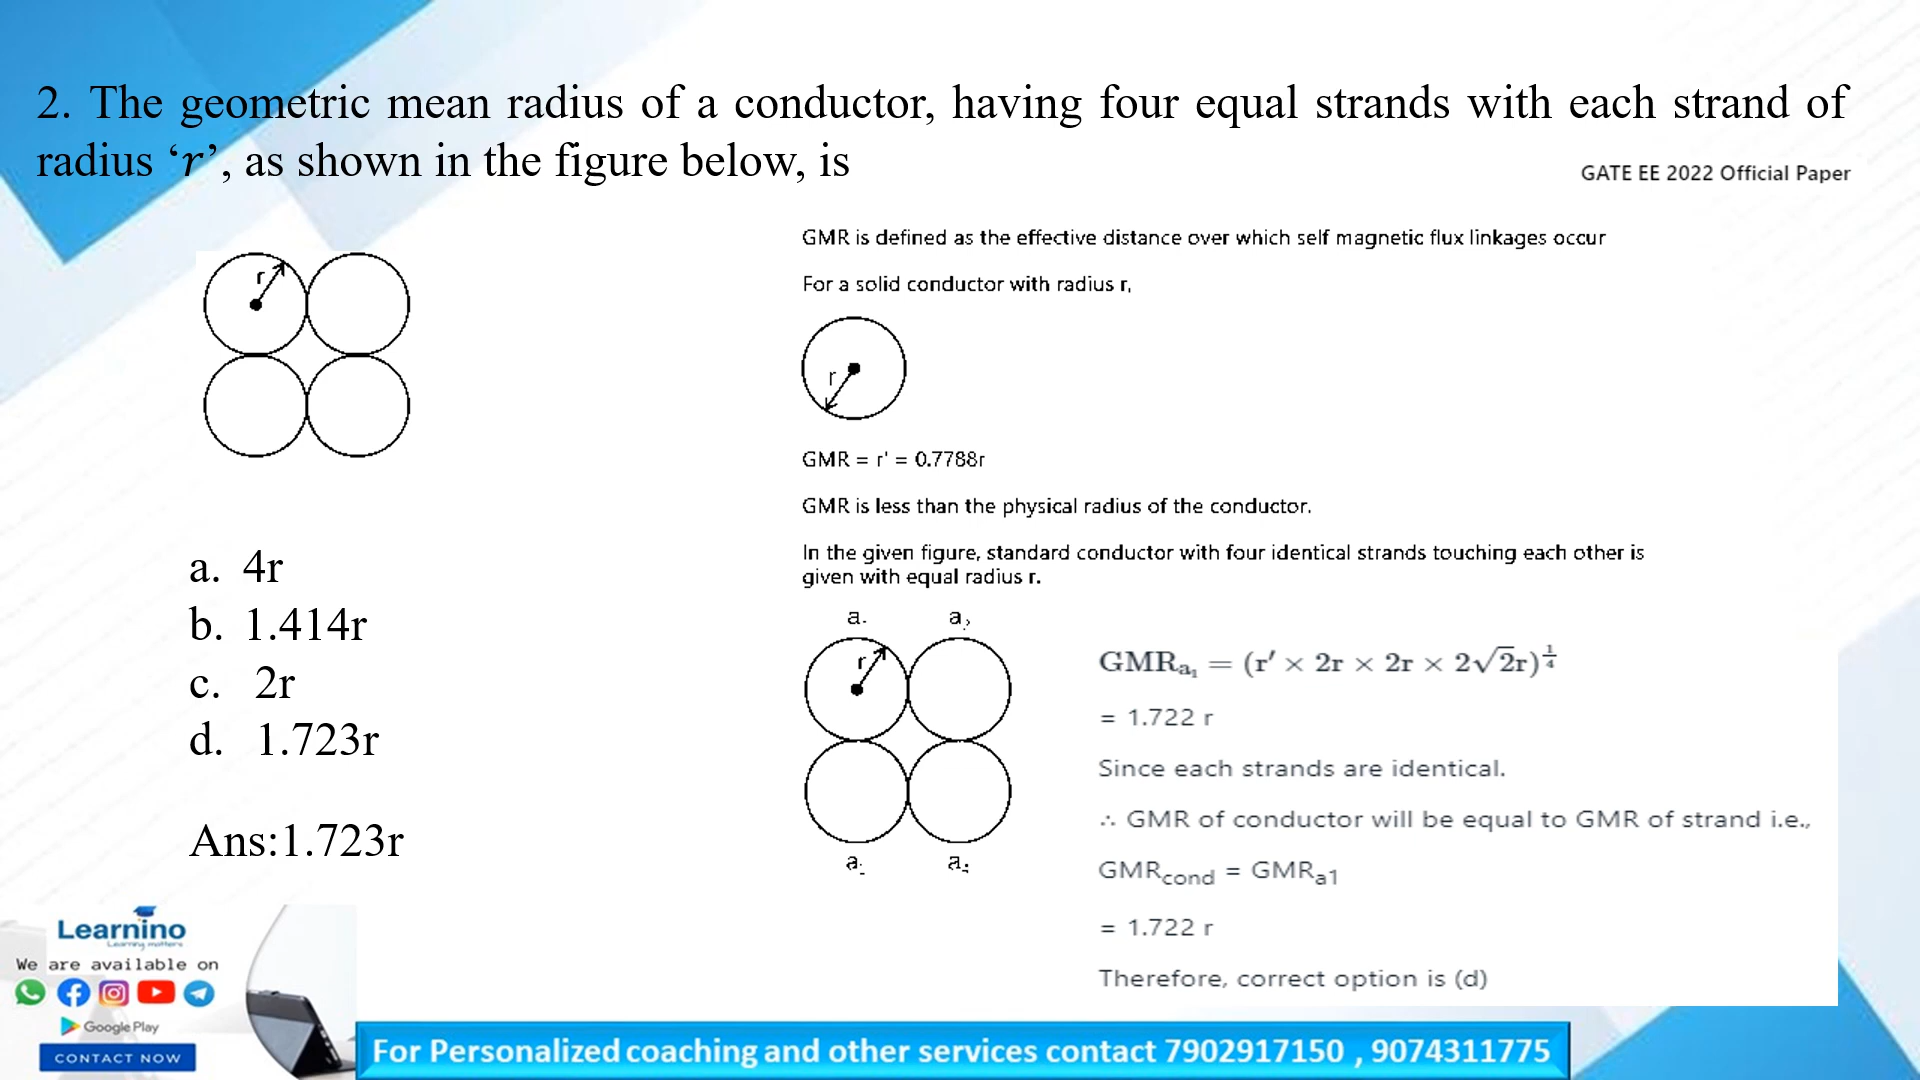 2. The geometric mean radius of a conductor, having four equal strands with each strand of
radius ‘r’, as shown in the figure below, is
GATE EE 2022 Official Paper
r
a. 4r
b. 1.414r
c. 2r
d. 1.723r
Ans:1.723r
GMR is defined as the effective distance over which self magnetic flux linkages occur
For a solid conductor with radius r,
r
GMR = r' = 0.7788r
GMR is less than the physical radius of the conductor.
In the given figure, standard conductor with four identical strands touching each other is
given with equal radius r.
a a
r
a a
GMRa₁ = (r′ × 2r × 2r × 2√2r)^¼
= 1.722 r
Since each strands are identical.
∴ GMR of conductor will be equal to GMR of strand i.e.,
GMRcond = GMRa1
= 1.722 r
Therefore, correct option is (d)
Learnino
Learning matters
We are available on
Google Play
CONTACT NOW
For Personalized coaching and other services contact 7902917150 , 9074311775